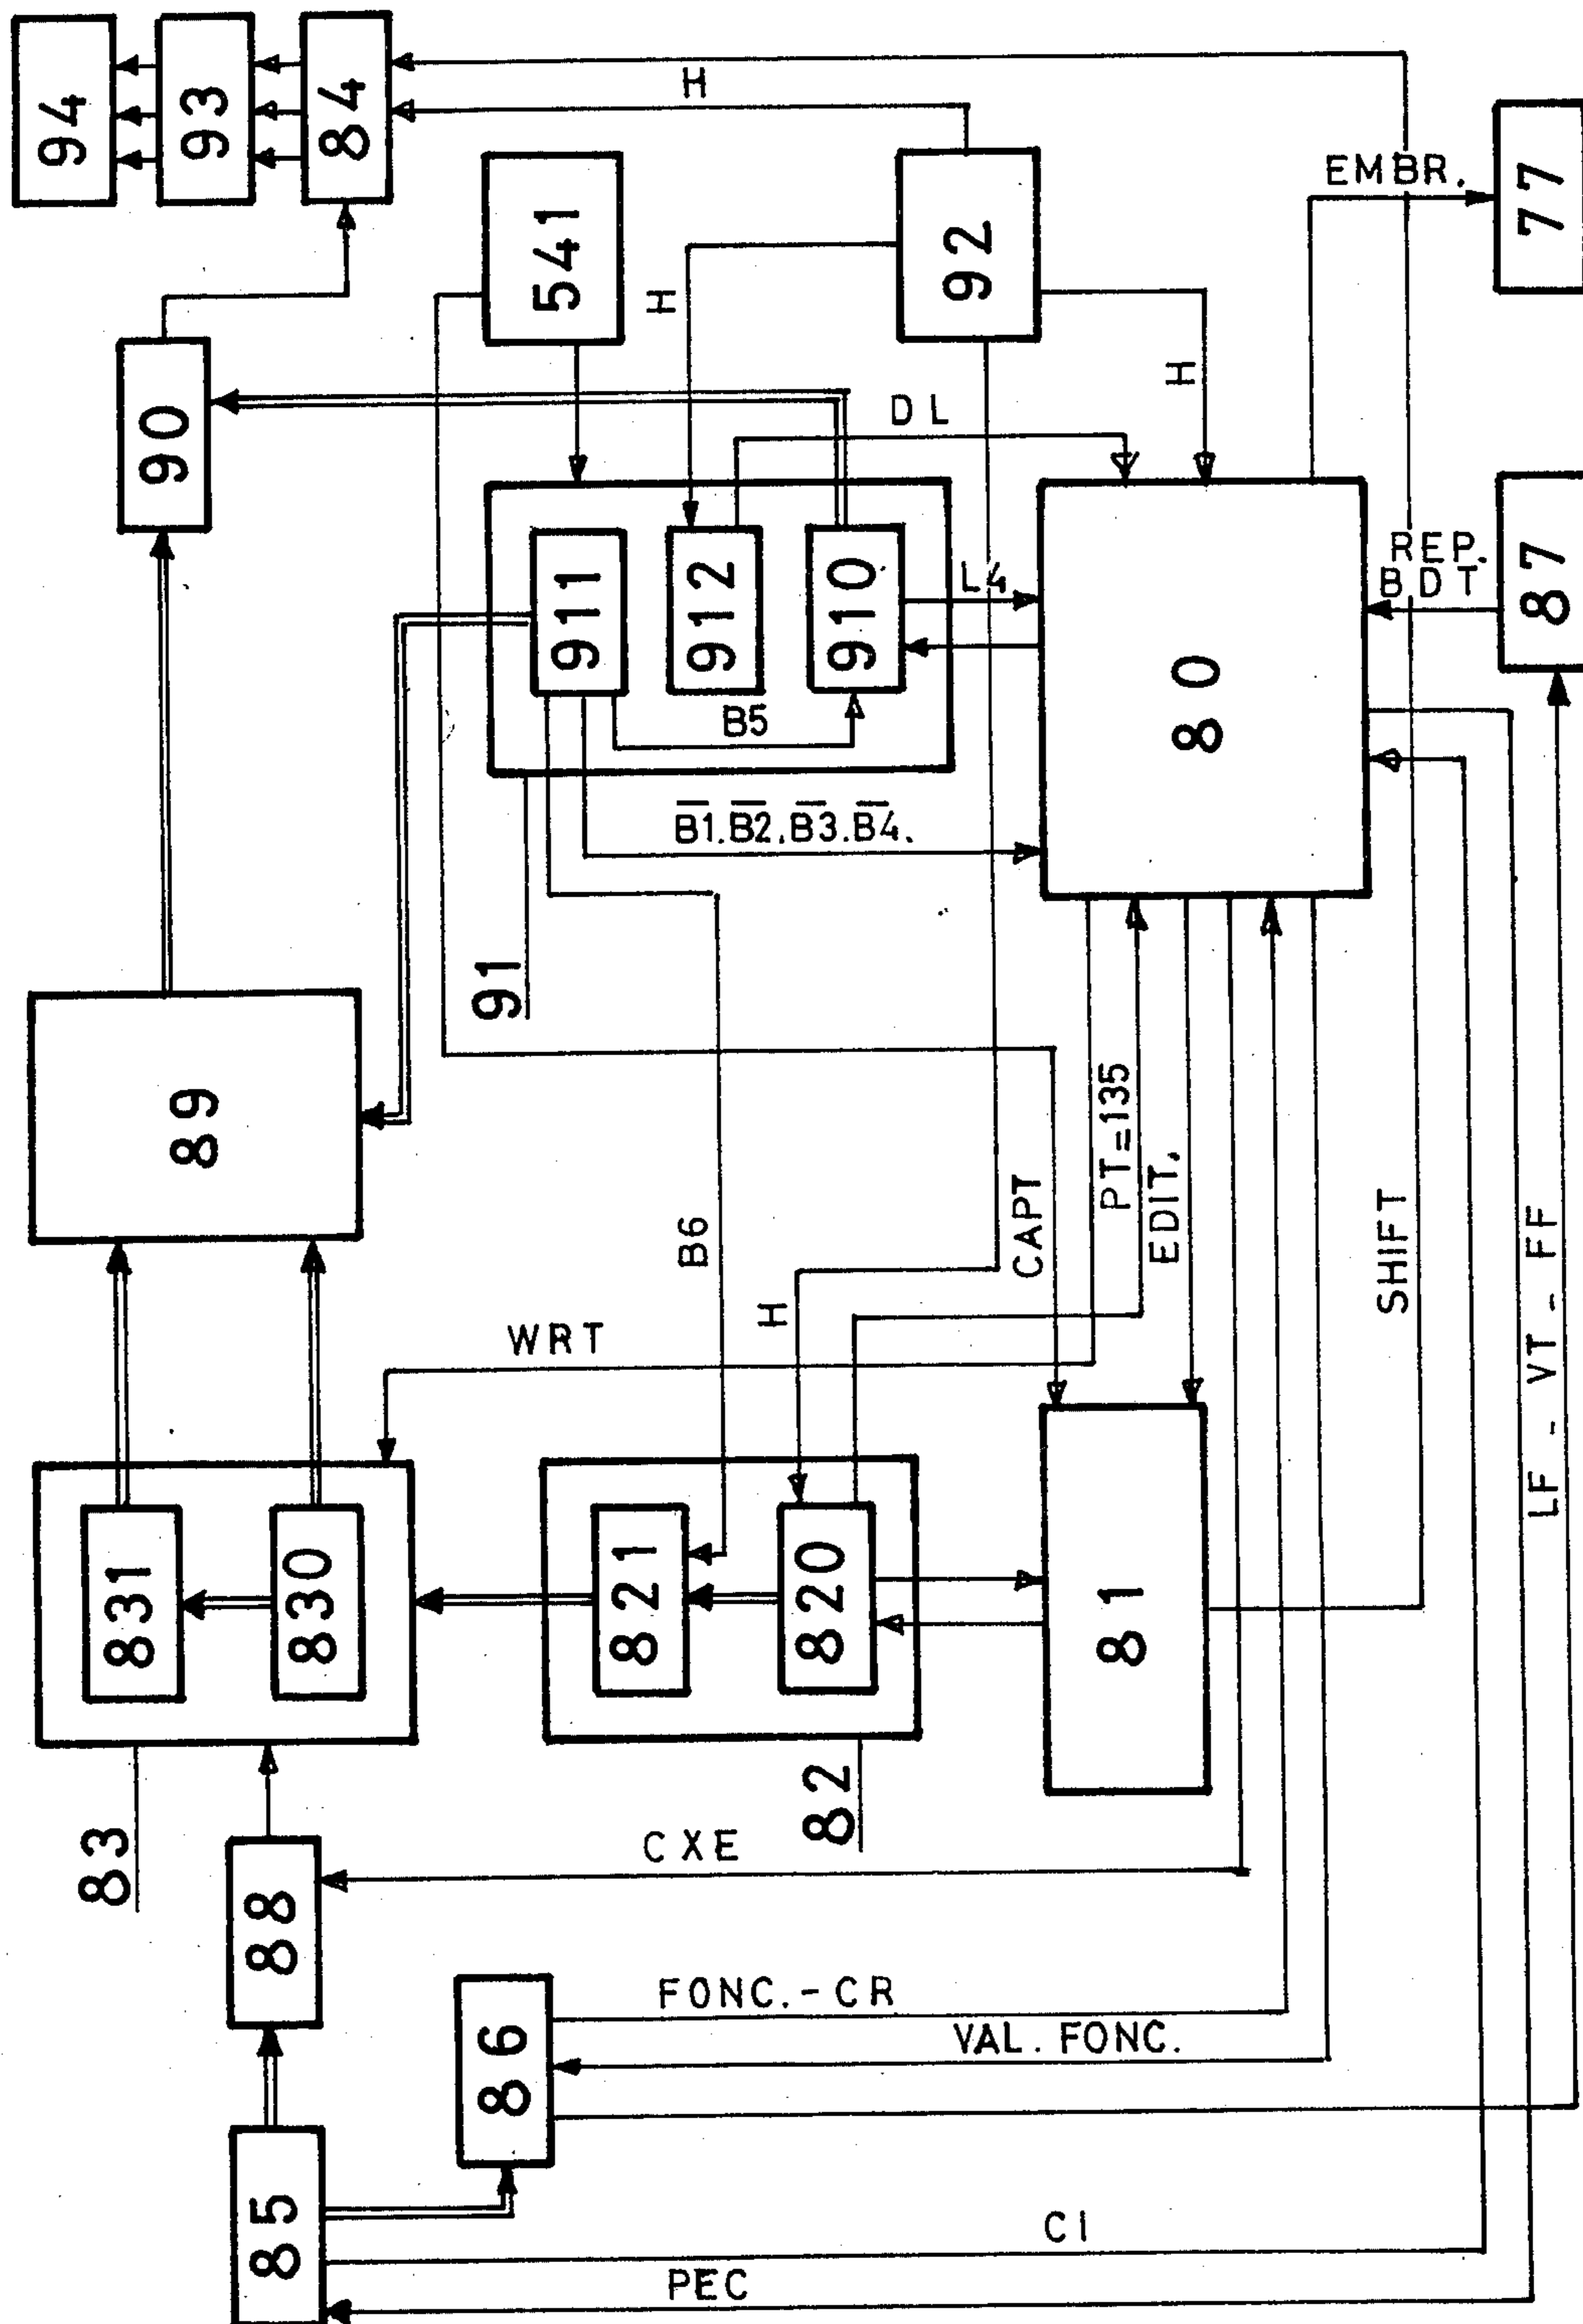 94
93
84
H
541
92
H
EMBR.
77
90
H
DL
911
912
910
L4
B5
80
REP.
BDT
87
B̅1̅.B̅2̅.B̅3̅.B̅4̅.
91
89
B6
CAPT
PT=135
EDIT.
SHIFT
LF - VT - FF
WRT
H
831
830
821
820
81
83
82
88
CXE
86
FONC.-CR
VAL. FONC.
85
CI
PEC